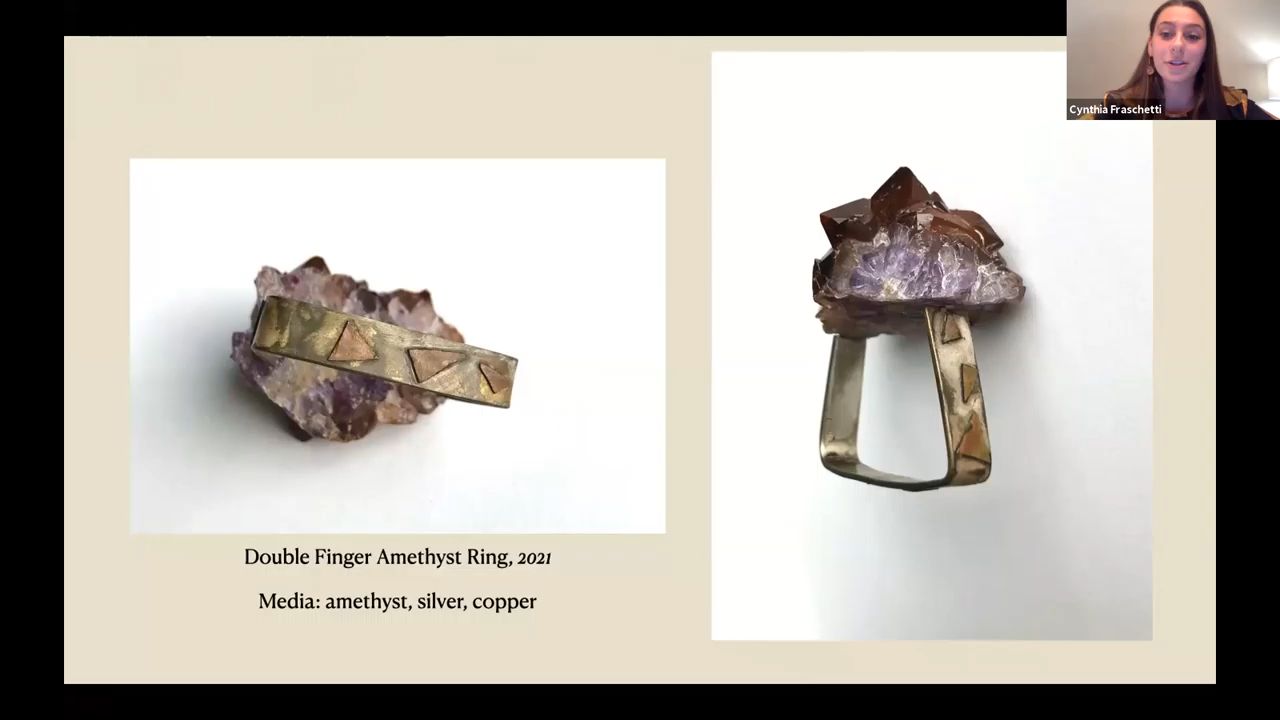 Cynthia Fraschetti
Double Finger Amethyst Ring, 2021
Media: amethyst, silver, copper